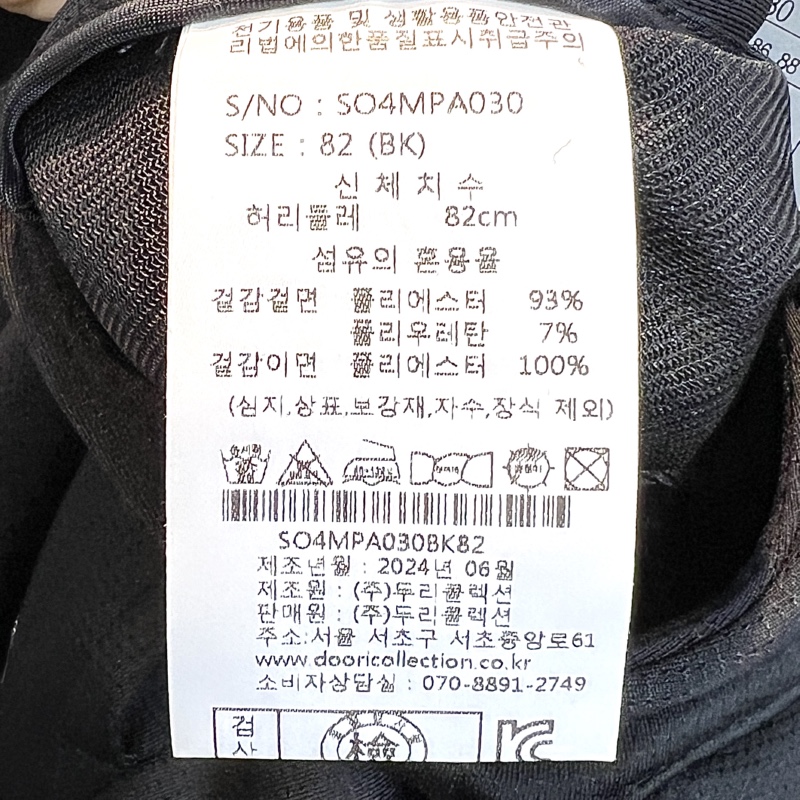 전기용품 및 생활용품안전관
리법에의한품질표시취급주의
S/NO : SO4MPA030
SIZE : 82 (BK)
신 체 치 수
허리둘레 82cm
섬유의 혼용율
겉감겉면 폴리에스터 93%
폴리우레탄 7%
겉감이면 폴리에스터 100%
(심지,상표,보강재,자수,장식 제외)
SO4MPA030BK82
제조년월 : 2024년 06월
제조원 : (주)두리콜렉션
판매원 : (주)두리콜렉션
주소:서울 서초구 서초중앙로61
www.dooricollection.co.kr
소비자상담실 : 070-8891-2749
검
사
檢